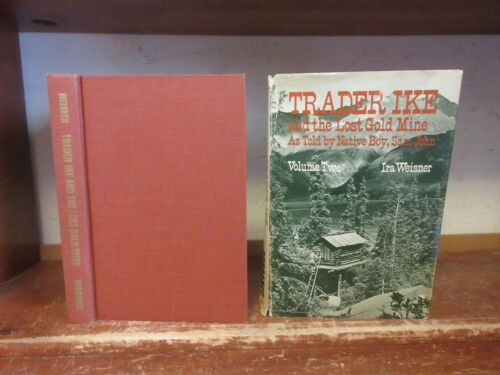 WEISNER TRADER IKE AND THE LOST GOLD MINE
TRADER IKE
and the Lost Gold Mine
As Told by Native Boy, Sam John
Volume Two Ira Weisner